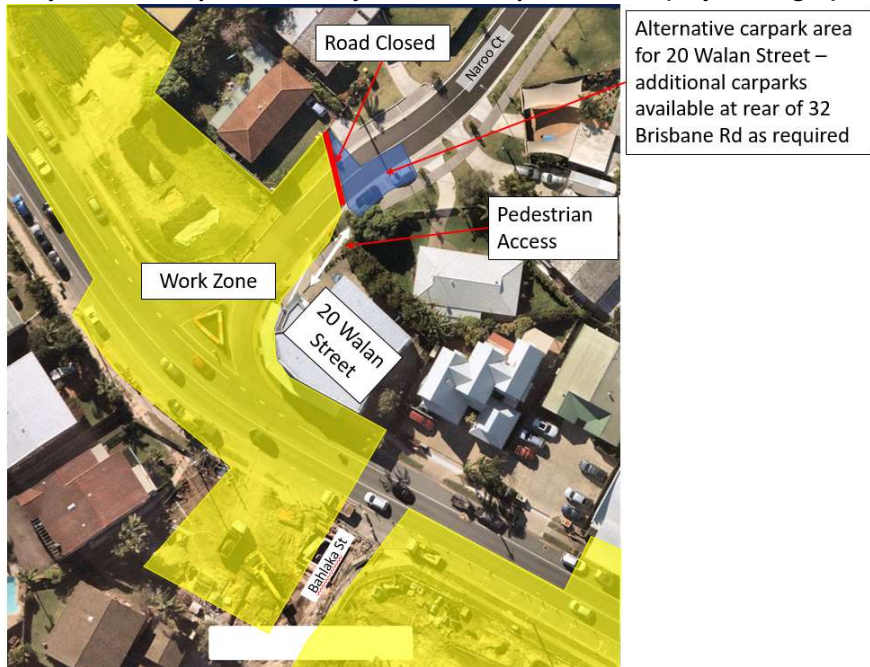 Road Closed
Naroo Ct
Alternative carpark area
for 20 Walan Street –
additional carparks
available at rear of 32
Brisbane Rd as required
Pedestrian
Access
Work Zone
20 Walan
Street
Bahlaka St